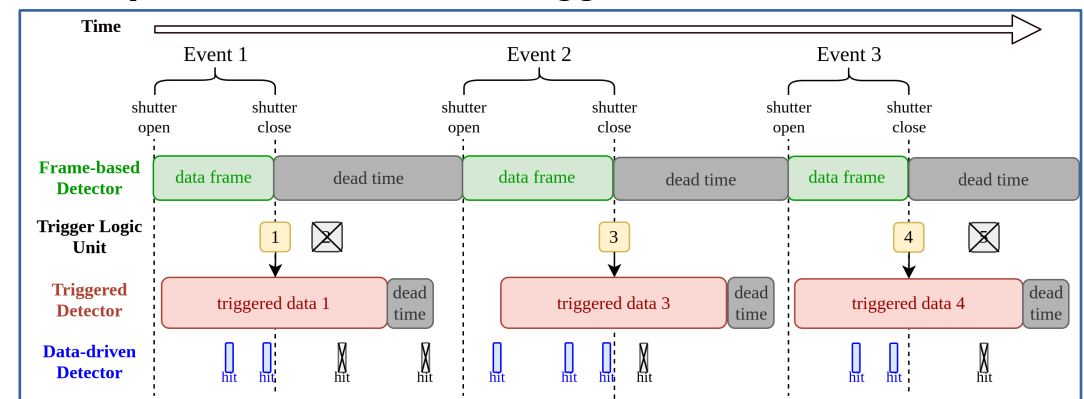 Time
Event 1
Event 2
Event 3
shutter open
shutter close
shutter open
shutter close
shutter open
shutter close
Frame-based Detector
data frame
dead time
data frame
dead time
data frame
dead time
Trigger Logic Unit
1
2
3
4
5
Triggered Detector
triggered data 1
dead time
triggered data 3
dead time
triggered data 4
dead time
Data-driven Detector
hit
hit
hit
hit
hit
hit
hit
hit
hit
hit
hit